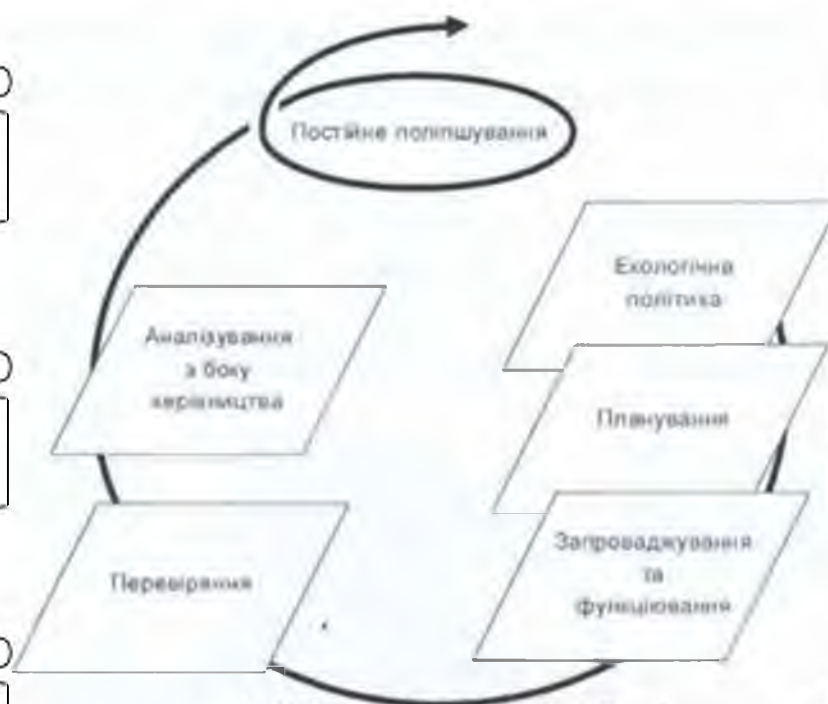 Постійне поліпшування
Екологічна
політика
Аналізування
з боку
керівництва
Планування
Запроваджування
та
функціювання
Перевіряння